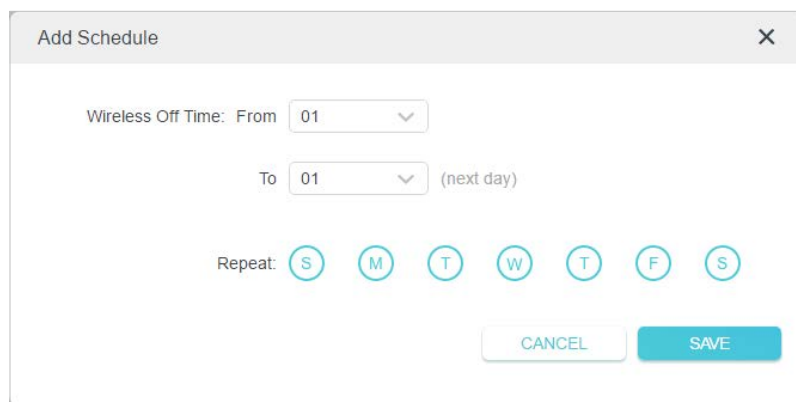 Add Schedule
Wireless Off Time: From 01
To 01 (next day)
Repeat: S M T W T F S
CANCEL SAVE